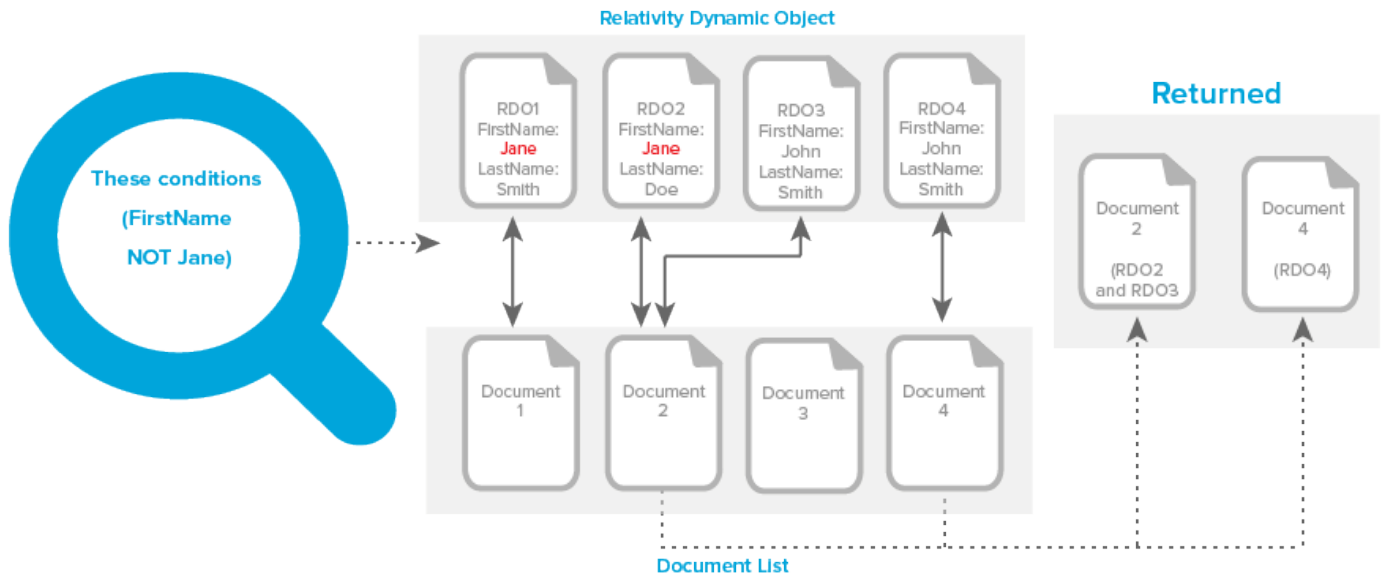 Relativity Dynamic Object
These conditions
(FirstName
NOT Jane)
RDO1
FirstName:
Jane
LastName:
Smith
RDO2
FirstName:
Jane
LastName:
Doe
RDO3
FirstName:
John
LastName:
Smith
RDO4
FirstName:
John
LastName:
Smith
Returned
Document
2
(RDO2
and RDO3
Document
4
(RDO4)
Document
1
Document
2
Document
3
Document
4
Document List